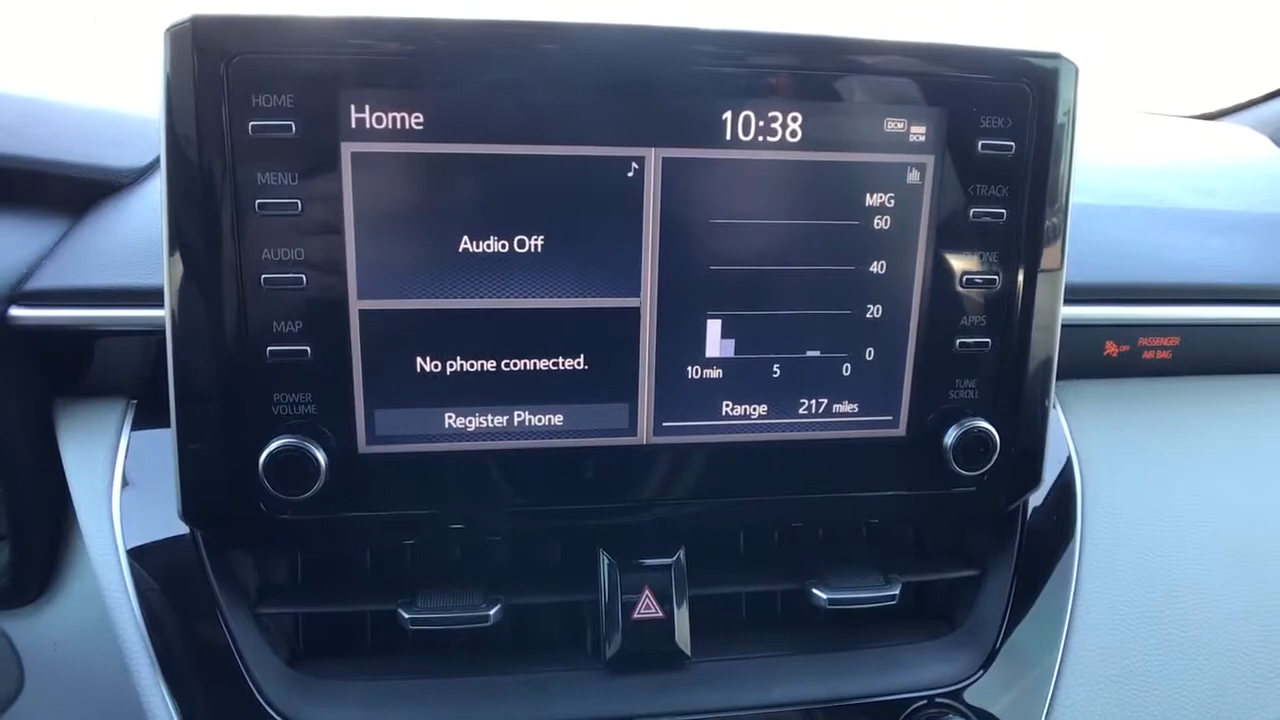 HOME
MENU
AUDIO
MAP
POWER
VOLUME
Home
10:38
DCM
DCM
Audio Off
No phone connected.
Register Phone
MPG
60
40
20
0
10 min 5 0
Range 217 miles
SEEK>
<TRACK
PHONE
APPS
TUNE
SCROLL
OFF
PASSENGER
AIR BAG